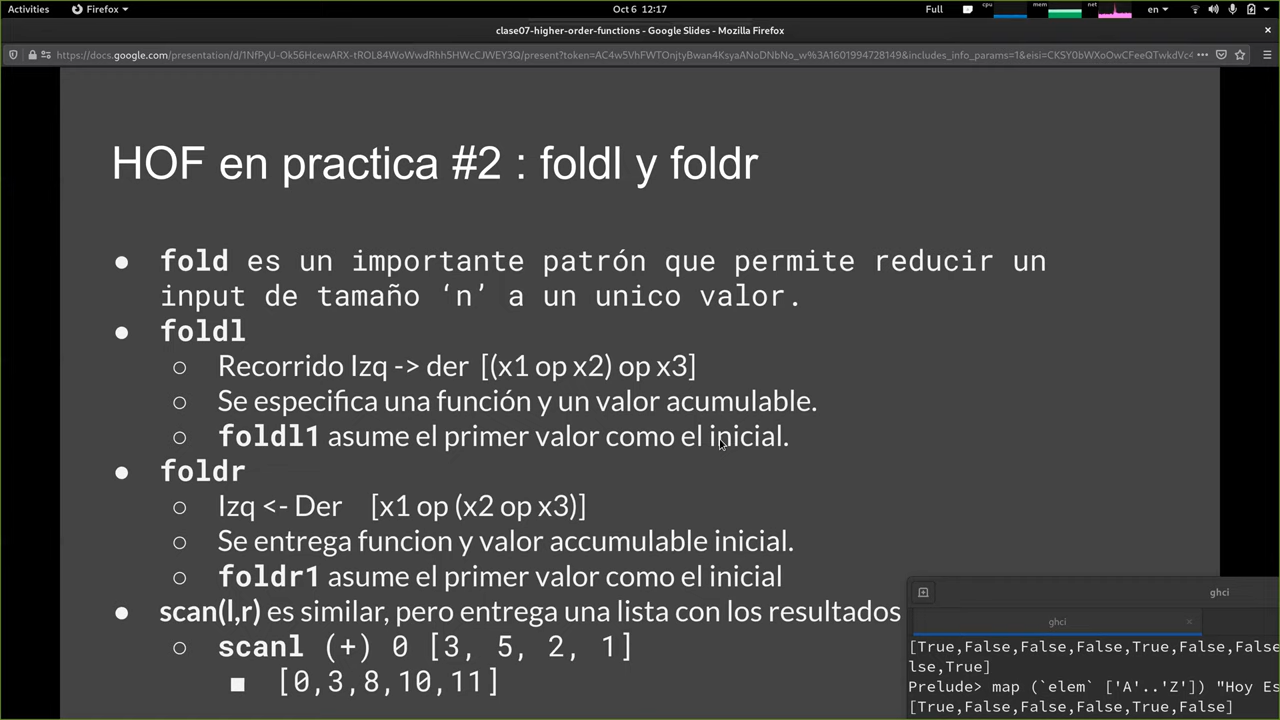 Activities
Firefox
Oct 6 12:17
Full
cpu
mem
net
en
clase07-higher-order-functions - Google Slides - Mozilla Firefox
HOF en practica #2 : foldl y foldr
● fold es un importante patrón que permite reducir un
input de tamaño ‘n’ a un unico valor.
● foldl
○ Recorrido Izq -> der [(x1 op x2) op x3]
○ Se especifica una función y un valor acumulable.
○ foldl1 asume el primer valor como el inicial.
● foldr
○ Izq <- Der [x1 op (x2 op x3)]
○ Se entrega funcion y valor accumulable inicial.
○ foldr1 asume el primer valor como el inicial
● scan(l,r) es similar, pero entrega una lista con los resultados
○ scanl (+) 0 [3, 5, 2, 1]
■ [0,3,8,10,11]
ghci
ghci
[True,False,False,False,True,False,False
lse,True]
Prelude> map (`elem` ['A'..'Z']) "Hoy Es
[True,False,False,False,True,False]